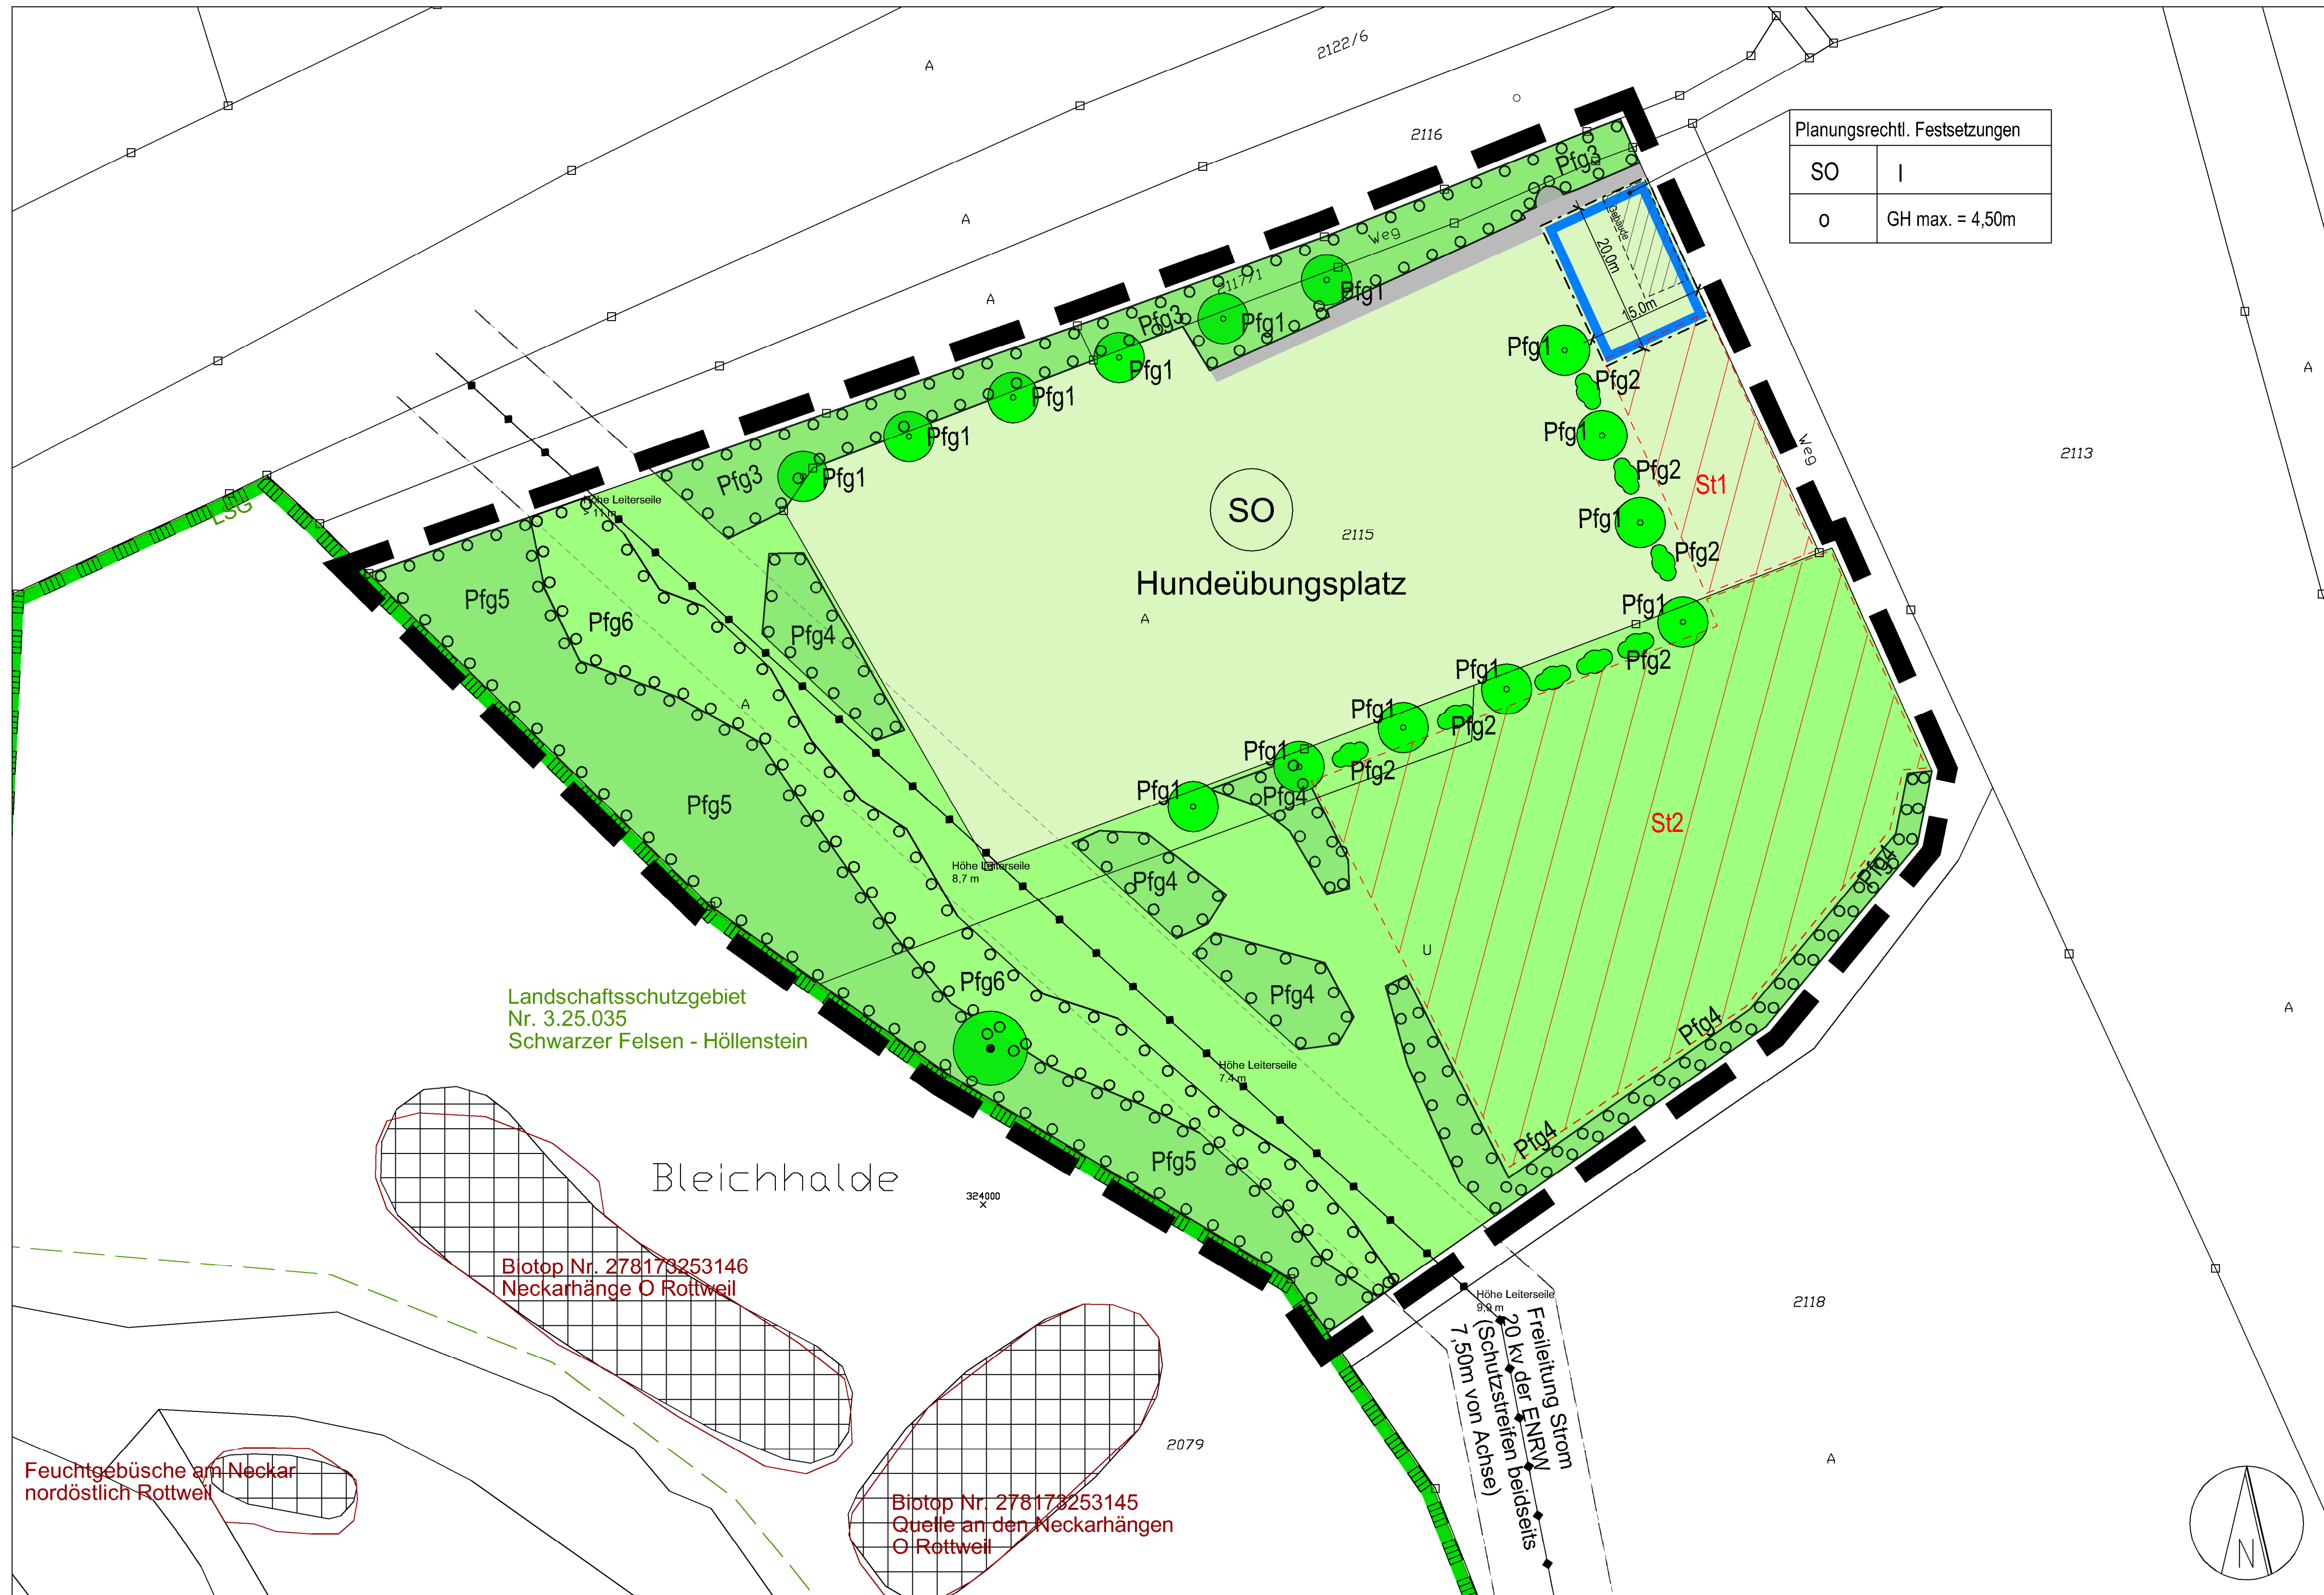 2122/6
A
2116
Planungsrechtl. Festsetzungen
SO I
o GH max. = 4,50m
Pfg3
A
Weg
Gebäude
20.0m
15.0m
A
2117/1
Pfg1
Pfg3
Pfg1
Pfg1
Pfg1
Pfg1
Pfg1
Pfg1
Pfg2
A
Pfg1
Weg
2113
Pfg3
Pfg2
St1
LSG
Höhe Leiterseile
> 11 m
SO
2115
Pfg1
Pfg2
Hundeübungsplatz
Pfg5
Pfg6
A
Pfg4
Pfg1
Pfg2
Pfg1
A
Pfg1
Pfg2
Pfg1
Pfg2
Pfg1
Pfg4
Pfg5
St2
Höhe Leiterseile
8,7 m
Pfg4
Pfg4
U
Pfg6
Pfg4
Landschaftsschutzgebiet
Nr. 3.25.035
Schwarzer Felsen - Höllenstein
A
Pfg4
Höhe Leiterseile
7,4 m
Pfg4
Pfg5
Bleichhalde
324000
Biotop Nr. 278173253146
Neckarhänge O Rottweil
Höhe Leiterseile
9,9 m
2118
Freileitung Strom
20 kv der ENRW
(Schutzstreifen beidseits
7,50m von Achse)
2079
A
Feuchtgebüsche am Neckar
nordöstlich Rottweil
Biotop Nr. 278173253145
Quelle an den Neckarhängen
O Rottweil
N